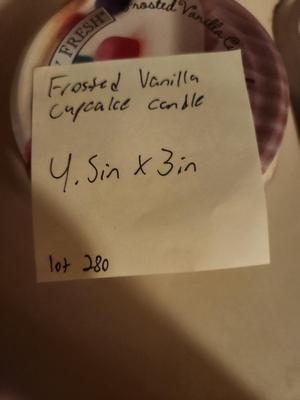 Frosted Vanilla
FRESH®
Frosted Vanilla
Cupcake candle
4.5in x 3in
lot 280